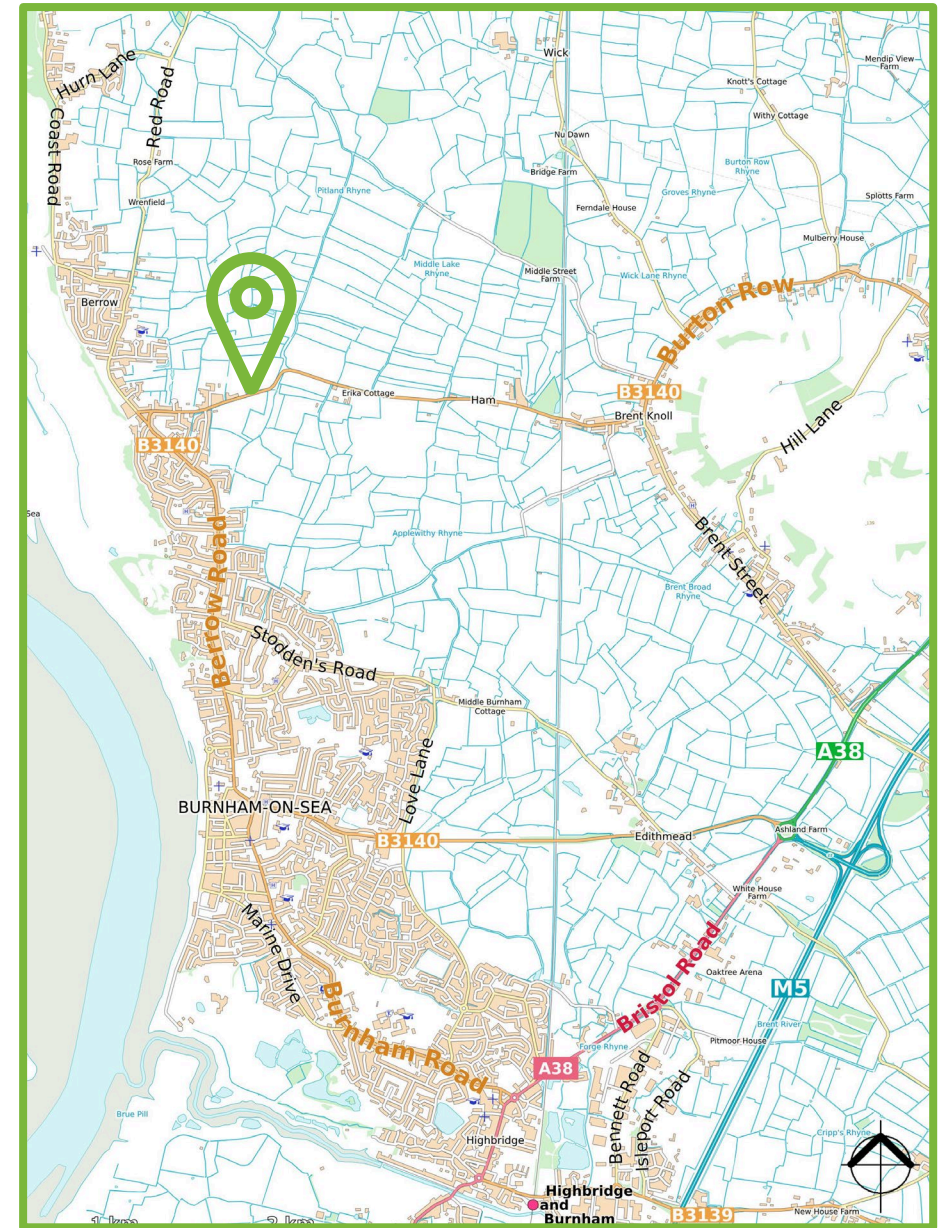 Wick
Mendip View
Farm
Hurn Lane
Knott's Cottage
Red Road
Withy Cottage
Coast Road
Nu Dawn
Rose Farm
Bridge Farm
Burton Row
Rhyne
Pitland Rhyne
Groves Rhyne
Splotts Farm
Wrenfield
Ferndale House
Mulberry House
Middle Lake
Rhyne
Middle Street
Farm
Wick Lane Rhyne
Berrow
Burton Row
Erika Cottage
Ham
B3140
Brent Knoll
Hill Lane
B3140
Sea
Berrow Road
Applewithy Rhyne
Brent Street
Brent Broad
Rhyne
Stodden's Road
Middle Burnham
Cottage
A38
Love Lane
BURNHAM-ON-SEA
B3140
Edithmead
Ashland Farm
White House
Farm
Marine Drive
Bristol Road
Oaktree Arena
M5
Burnham Road
Brent River
Pitmoor House
Forge Rhyne
A38
Bennett Road
Isleport Road
Brue Pill
Cripp's Rhyne
Highbridge
Highbridge
and
Burnham
B3139
New House Farm
1 km
2 km